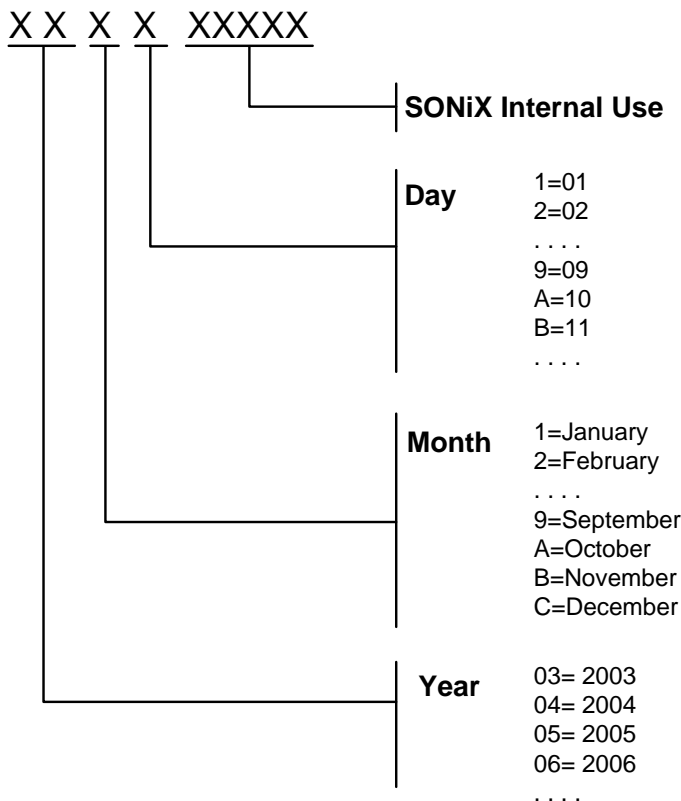 X X X X XXXXX
SONiX Internal Use
Day
1=01
2=02
. . . .
9=09
A=10
B=11
. . . .
Month
1=January
2=February
. . . .
9=September
A=October
B=November
C=December
Year
03= 2003
04= 2004
05= 2005
06= 2006
. . . .